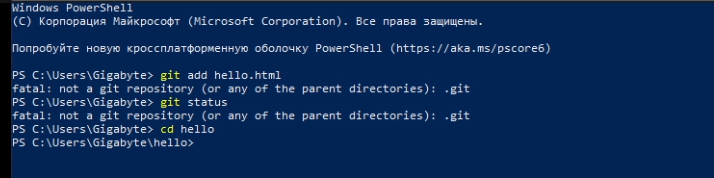 Windows PowerShell
(C) Корпорация Майкрософт (Microsoft Corporation). Все права защищены.
Попробуйте новую кроссплатформенную оболочку PowerShell (https://aka.ms/pscore6)
PS C:\Users\Gigabyte> git add hello.html
fatal: not a git repository (or any of the parent directories): .git
PS C:\Users\Gigabyte> git status
fatal: not a git repository (or any of the parent directories): .git
PS C:\Users\Gigabyte> cd hello
PS C:\Users\Gigabyte\hello>